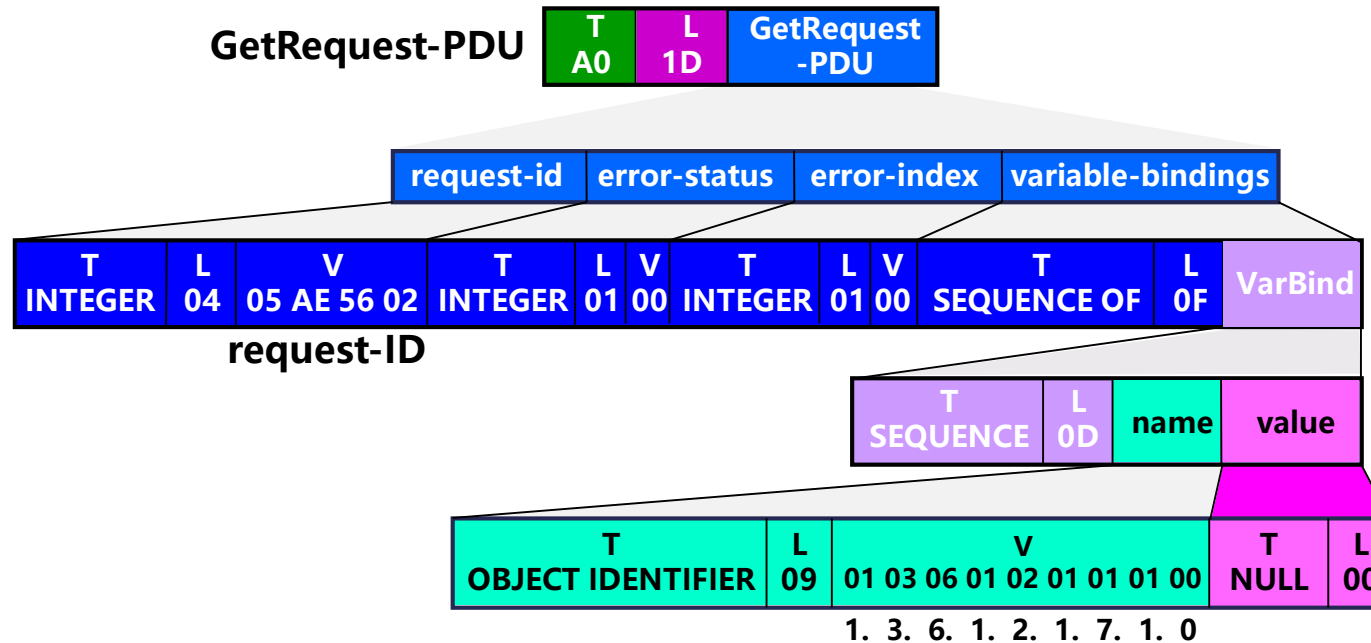 GetRequest-PDU
T L GetRequest
A0 1D -PDU
request-id error-status error-index variable-bindings
T L V T L V T L V T L VarBind
INTEGER 04 05 AE 56 02 INTEGER 01 00 INTEGER 01 00 SEQUENCE OF 0F
request-ID
T L name value
SEQUENCE 0D
T L V T L
OBJECT IDENTIFIER 09 01 03 06 01 02 01 01 01 00 NULL 00
1. 3. 6. 1. 2. 1. 7. 1. 0